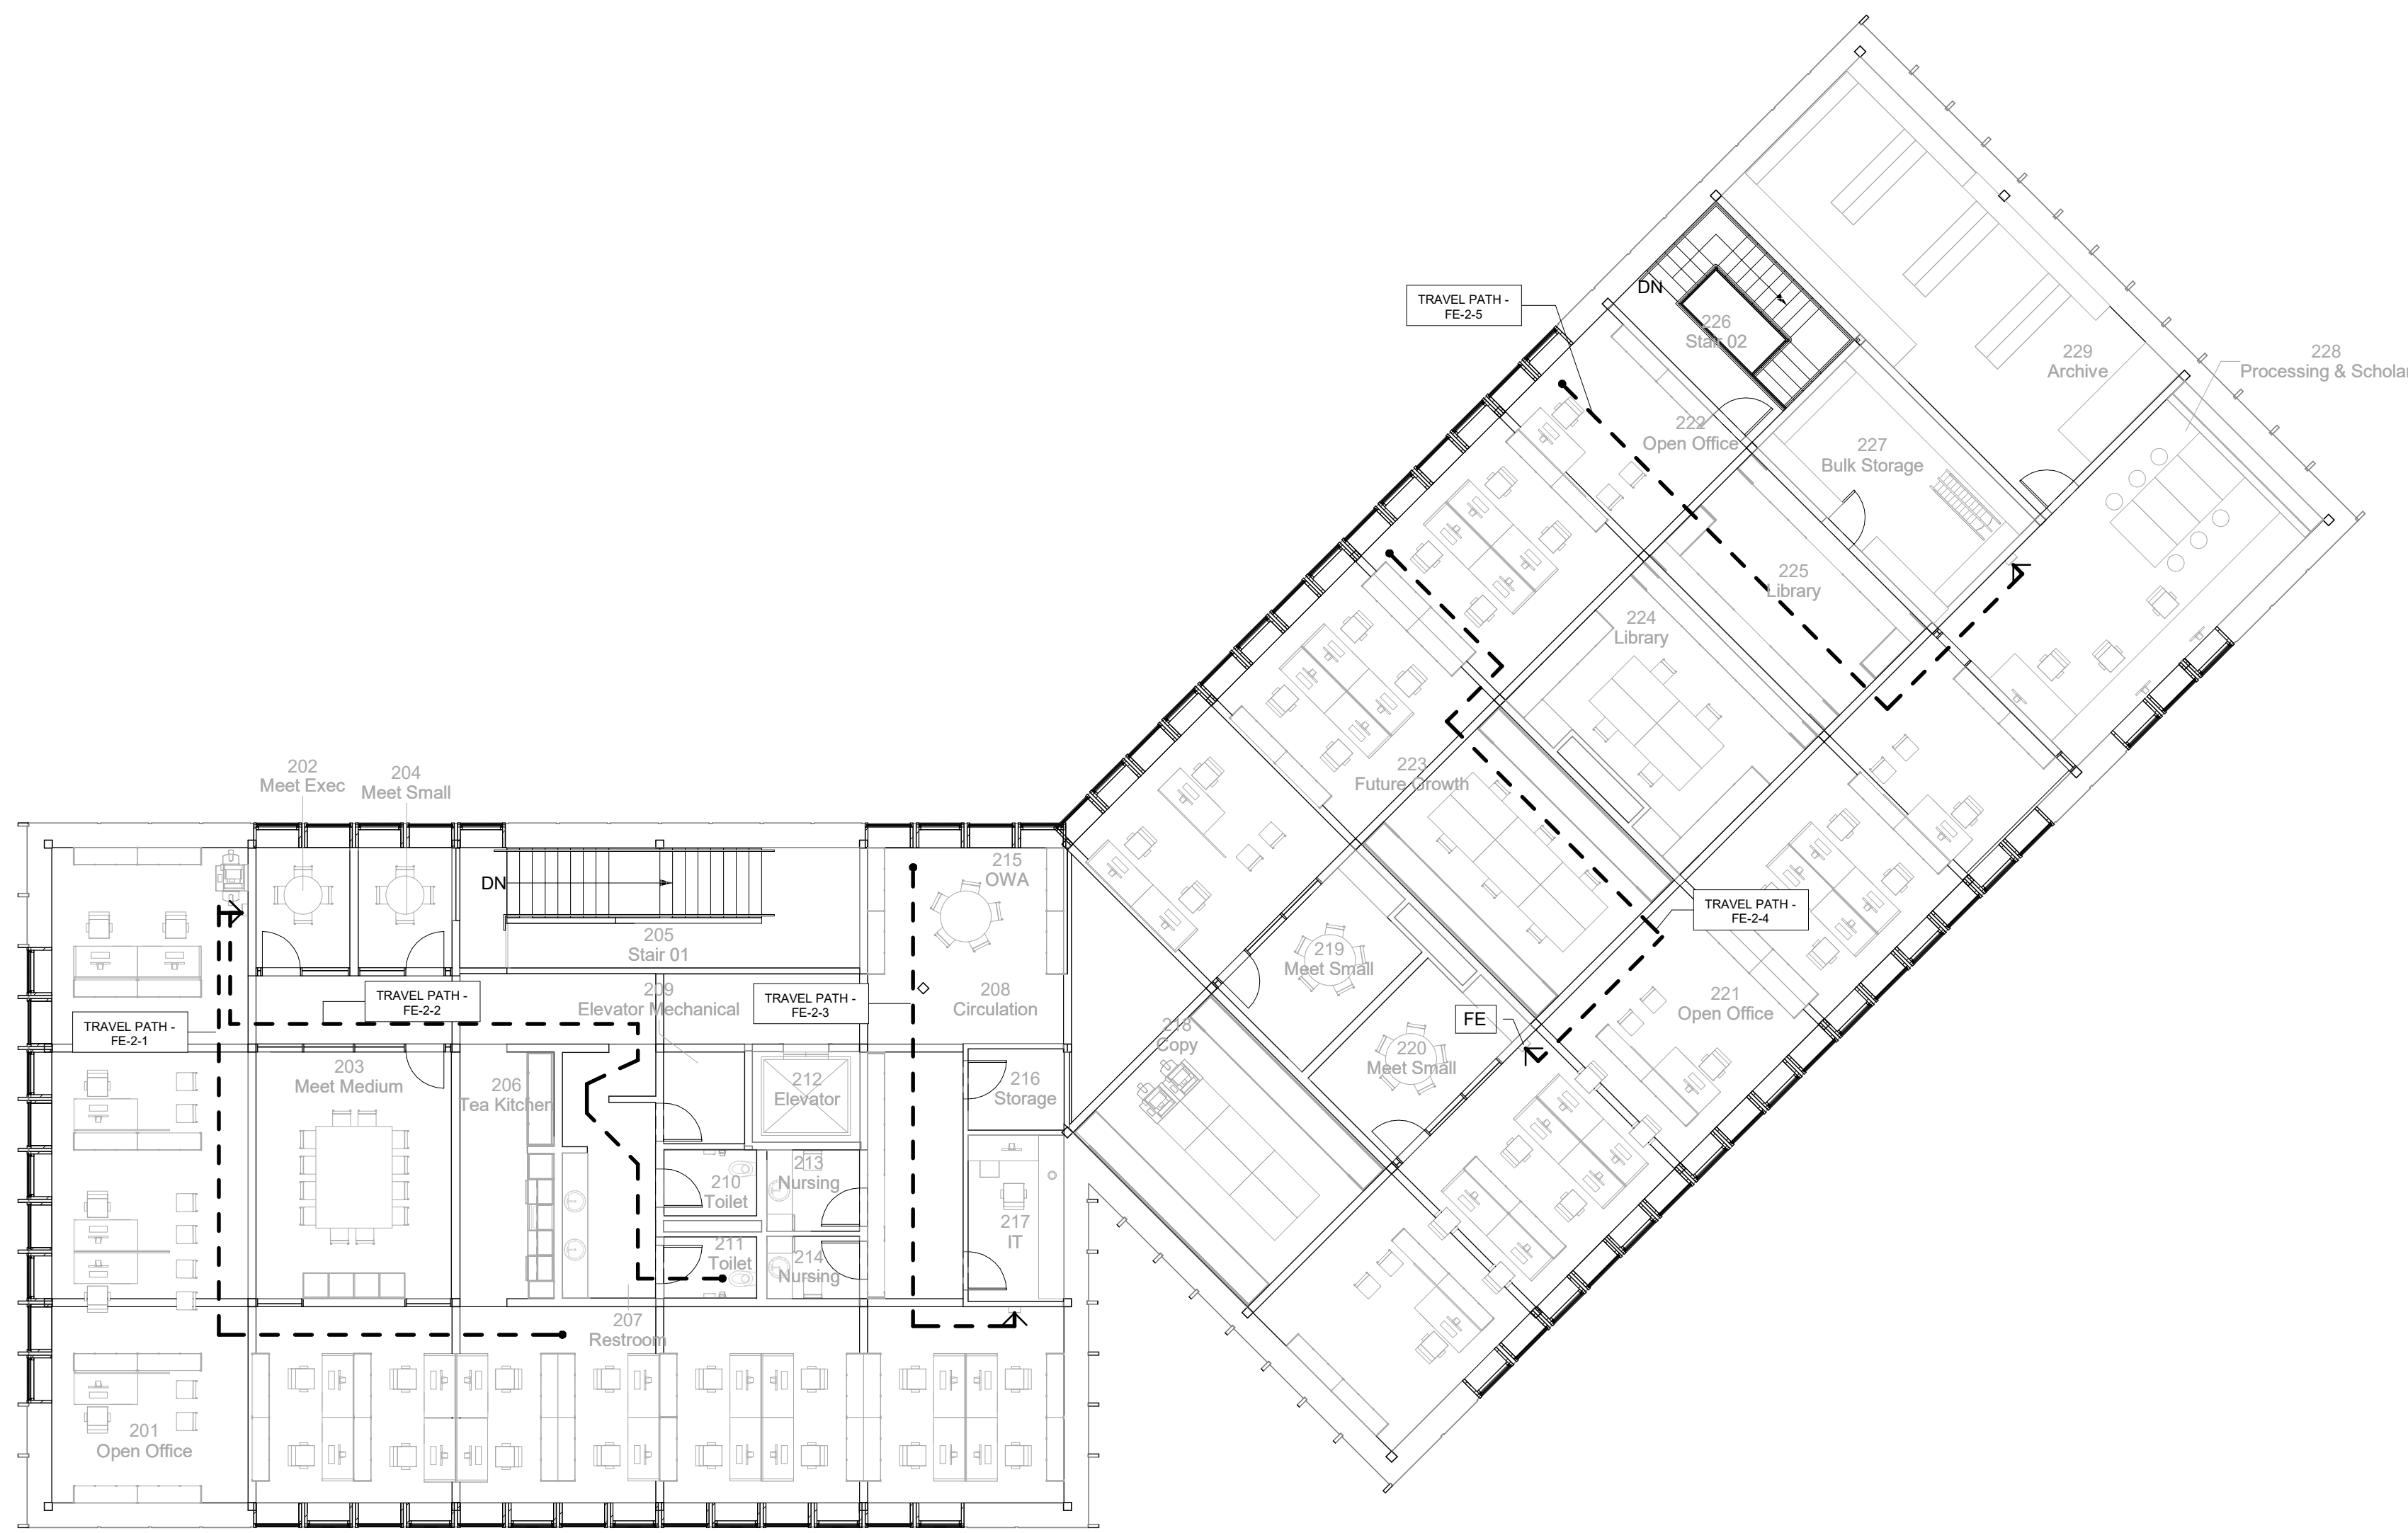 DN
226
Stair 02
TRAVEL PATH -
FE-2-5
229
Archive
228
Processing & Scholar
222
Open Office
227
Bulk Storage
225
Library
224
Library
223
Future Growth
202
Meet Exec
204
Meet Small
DN
205
Stair 01
215
OWA
TRAVEL PATH -
FE-2-4
219
Meet Small
TRAVEL PATH -
FE-2-1
TRAVEL PATH -
FE-2-2
209
Elevator Mechanical
TRAVEL PATH -
FE-2-3
208
Circulation
221
Open Office
FE
218
Copy
220
Meet Small
203
Meet Medium
206
Tea Kitchen
212
Elevator
216
Storage
210
Toilet
213
Nursing
217
IT
211
Toilet
214
Nursing
207
Restroom
201
Open Office